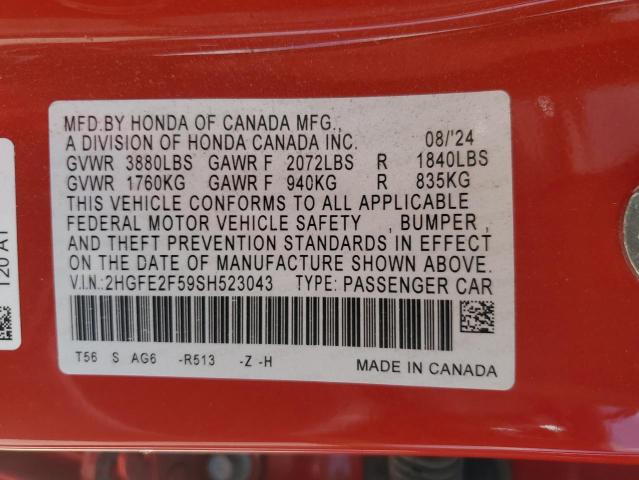 MFD.BY HONDA OF CANADA MFG.,
A DIVISION OF HONDA CANADA INC. 08/'24
GVWR 3880LBS GAWR F 2072LBS R 1840LBS
GVWR 1760KG GAWR F 940KG R 835KG
THIS VEHICLE CONFORMS TO ALL APPLICABLE
FEDERAL MOTOR VEHICLE SAFETY , BUMPER ,
AND THEFT PREVENTION STANDARDS IN EFFECT
ON THE DATE OF MANUFACTURE SHOWN ABOVE.
V.I.N.:2HGFE2F59SH523043 TYPE:PASSENGER CAR
T56 S AG6 -R513 -Z -H
MADE IN CANADA
120 A1